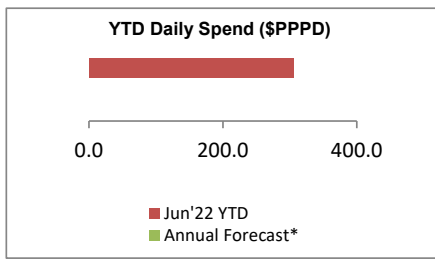 YTD Daily Spend ($PPPD)
0.0 200.0 400.0
Jun'22 YTD
Annual Forecast*